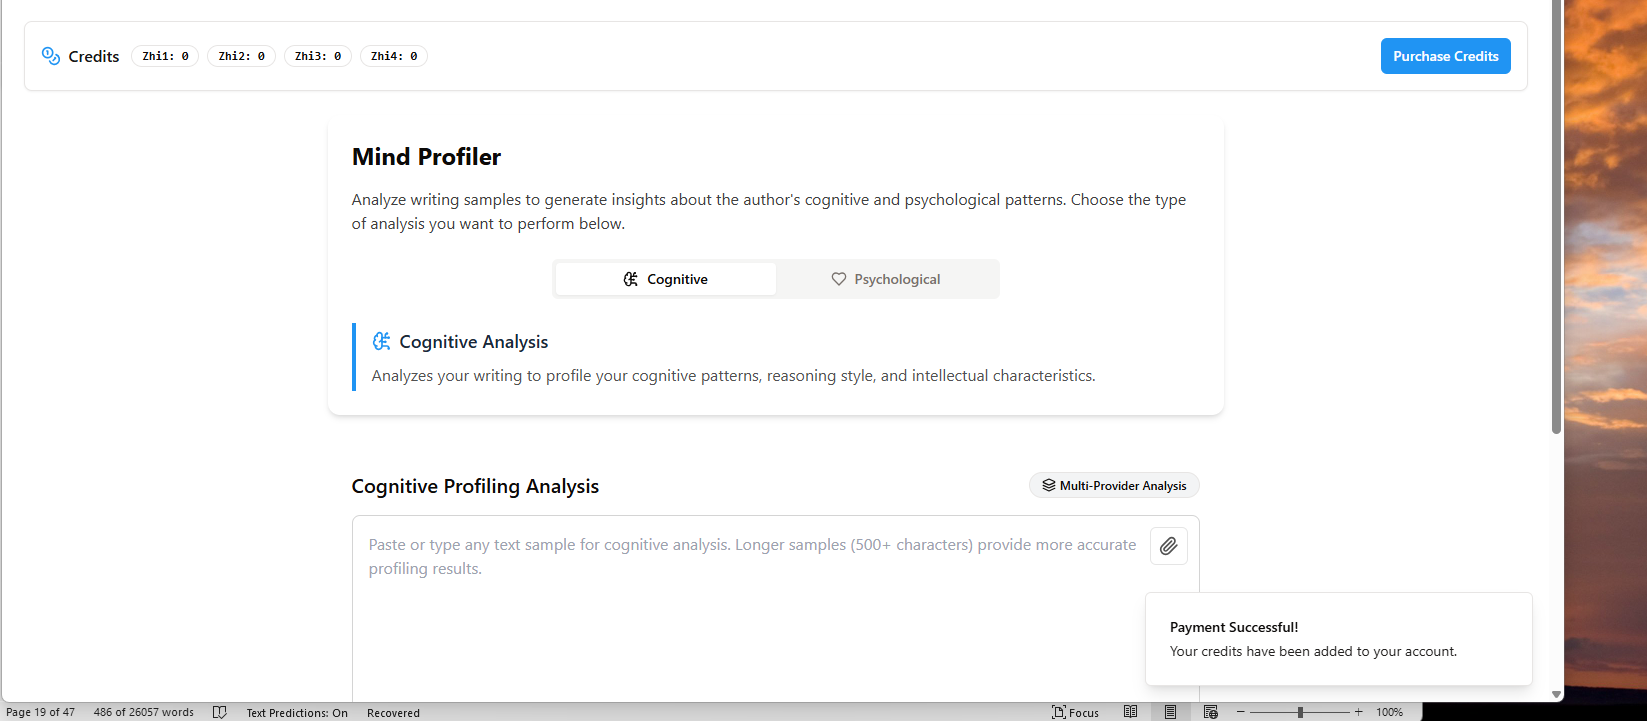 Credits Zhi1: 0 Zhi2: 0 Zhi3: 0 Zhi4: 0 Purchase Credits
Mind Profiler
Analyze writing samples to generate insights about the author's cognitive and psychological patterns. Choose the type
of analysis you want to perform below.
Cognitive Psychological
Cognitive Analysis
Analyzes your writing to profile your cognitive patterns, reasoning style, and intellectual characteristics.
Cognitive Profiling Analysis Multi-Provider Analysis
Paste or type any text sample for cognitive analysis. Longer samples (500+ characters) provide more accurate
profiling results.
Payment Successful!
Your credits have been added to your account.
Page 19 of 47 486 of 26057 words Text Predictions: On Recovered Focus 100%